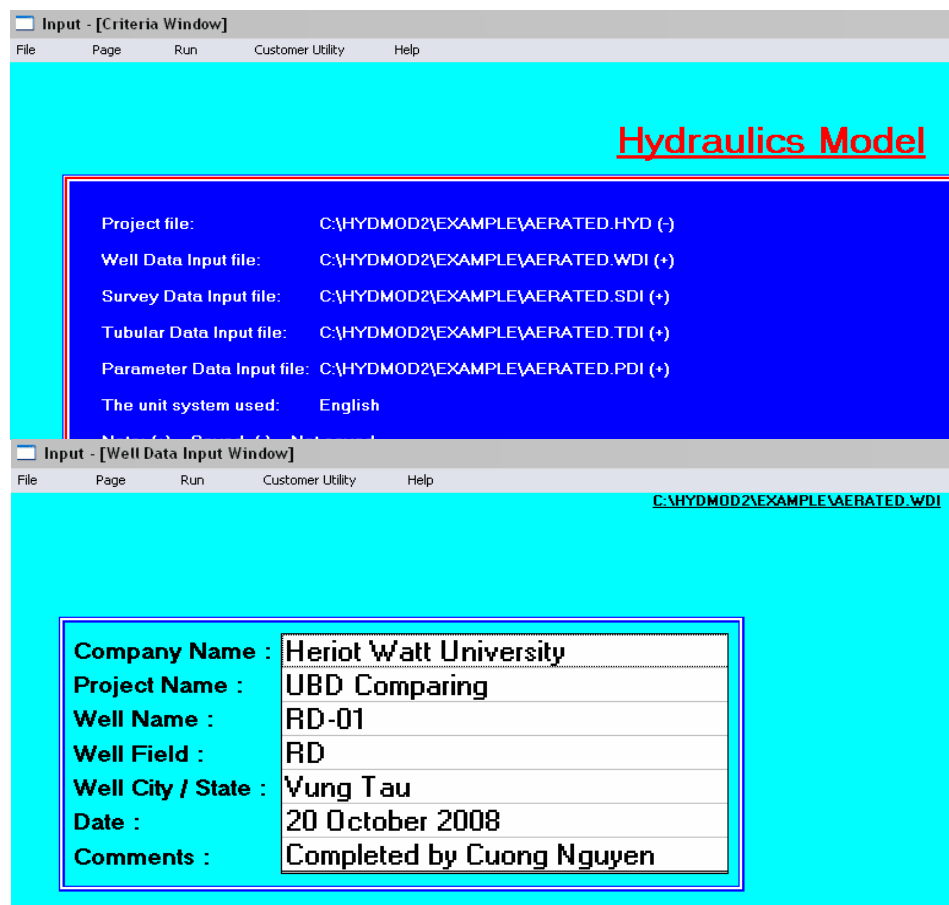 Input - [Criteria Window]
File Page Run Customer Utility Help
Hydraulics Model
Project file: C:\HYDMOD2\EXAMPLE\AERATED.HYD (-)
Well Data Input file: C:\HYDMOD2\EXAMPLE\AERATED.WDI (+)
Survey Data Input file: C:\HYDMOD2\EXAMPLE\AERATED.SDI (+)
Tubular Data Input file: C:\HYDMOD2\EXAMPLE\AERATED.TDI (+)
Parameter Data Input file: C:\HYDMOD2\EXAMPLE\AERATED.PDI (+)
The unit system used: English
Input - [Well Data Input Window]
File Page Run Customer Utility Help
C:\HYDMOD2\EXAMPLE\AERATED.WDI
Company Name : Heriot Watt University
Project Name : UBD Comparing
Well Name : RD-01
Well Field : RD
Well City / State : Vung Tau
Date : 20 October 2008
Comments : Completed by Cuong Nguyen